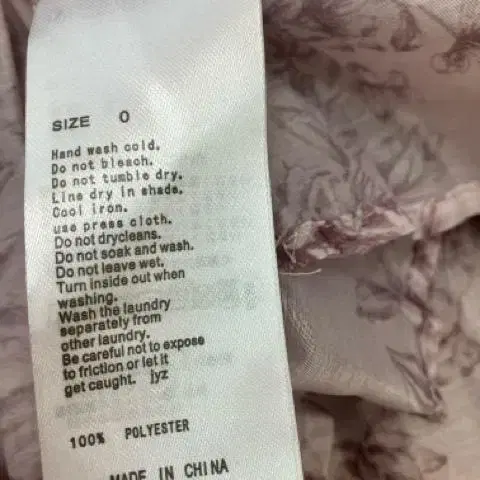 SIZE 0
Hand wash cold.
Do not bleach.
Do not tumble dry.
Line dry in shade.
Cool iron.
use press cloth.
Do not drycleans.
Do not soak and wash.
Do not leave wet.
Turn inside out when
washing.
Wash the laundry
separately from
other laundry.
Be careful not to expose
to friction or let it
get caught. jyz
100% POLYESTER
MADE IN CHINA